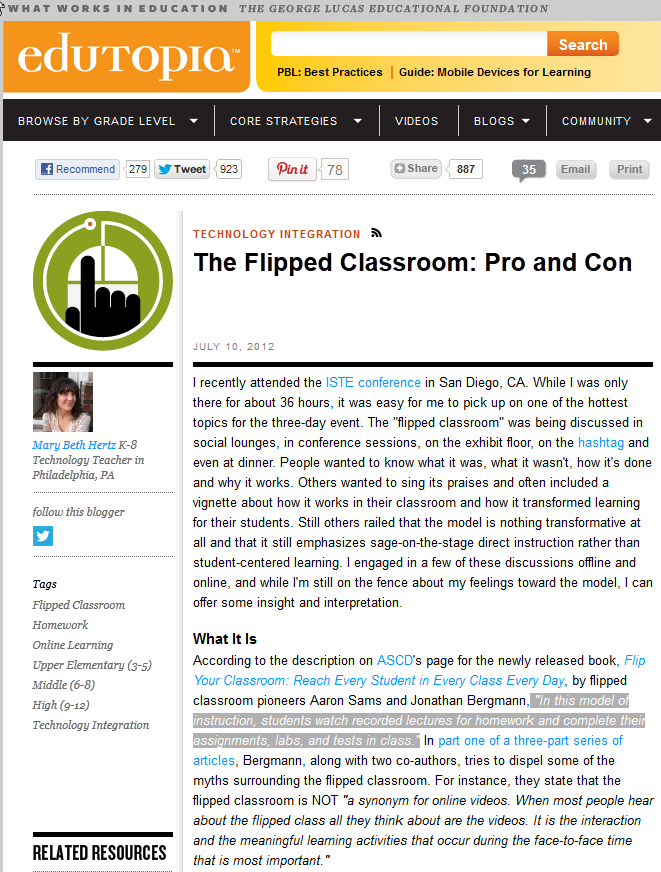 WHAT WORKS IN EDUCATION THE GEORGE LUCAS EDUCATIONAL FOUNDATION
edutopia™
Search
PBL: Best Practices | Guide: Mobile Devices for Learning
BROWSE BY GRADE LEVEL CORE STRATEGIES VIDEOS BLOGS COMMUNITY
Recommend 279 Tweet 923 Pin it 78 Share 887 35 Email Print
TECHNOLOGY INTEGRATION
The Flipped Classroom: Pro and Con
JULY 10, 2012
Mary Beth Hertz K-8
Technology Teacher in
Philadelphia, PA
follow this blogger
Tags
Flipped Classroom
Homework
Online Learning
Upper Elementary (3-5)
Middle (6-8)
High (9-12)
Technology Integration
RELATED RESOURCES
I recently attended the ISTE conference in San Diego, CA. While I was only
there for about 36 hours, it was easy for me to pick up on one of the hottest
topics for the three-day event. The "flipped classroom" was being discussed in
social lounges, in conference sessions, on the exhibit floor, on the hashtag and
even at dinner. People wanted to know what it was, what it wasn't, how it's done
and why it works. Others wanted to sing its praises and often included a
vignette about how it works in their classroom and how it transformed learning
for their students. Still others railed that the model is nothing transformative at
all and that it still emphasizes sage-on-the-stage direct instruction rather than
student-centered learning. I engaged in a few of these discussions offline and
online, and while I'm still on the fence about my feelings toward the model, I can
offer some insight and interpretation.
What It Is
According to the description on ASCD's page for the newly released book, Flip
Your Classroom: Reach Every Student in Every Class Every Day, by flipped
classroom pioneers Aaron Sams and Jonathan Bergmann, "In this model of
instruction, students watch recorded lectures for homework and complete their
assignments, labs, and tests in class." In part one of a three-part series of
articles, Bergmann, along with two co-authors, tries to dispel some of the
myths surrounding the flipped classroom. For instance, they state that the
flipped classroom is NOT "a synonym for online videos. When most people hear
about the flipped class all they think about are the videos. It is the interaction
and the meaningful learning activities that occur during the face-to-face time
that is most important."